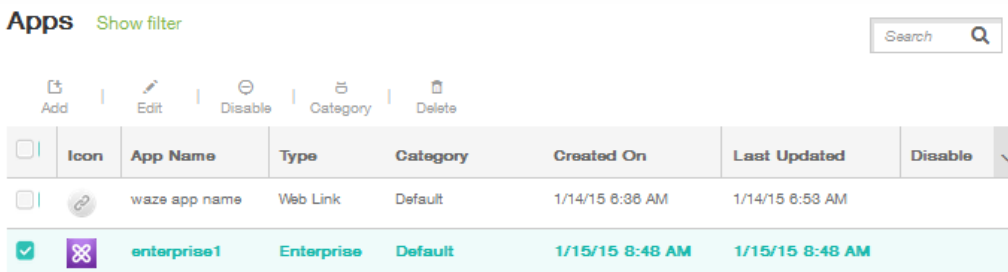 Apps Show filter
Search
Add Edit Disable Category Delete
Icon App Name Type Category Created On Last Updated Disable
waze app name Web Link Default 1/14/15 6:36 AM 1/14/15 6:53 AM
enterprise1 Enterprise Default 1/15/15 8:48 AM 1/15/15 8:48 AM